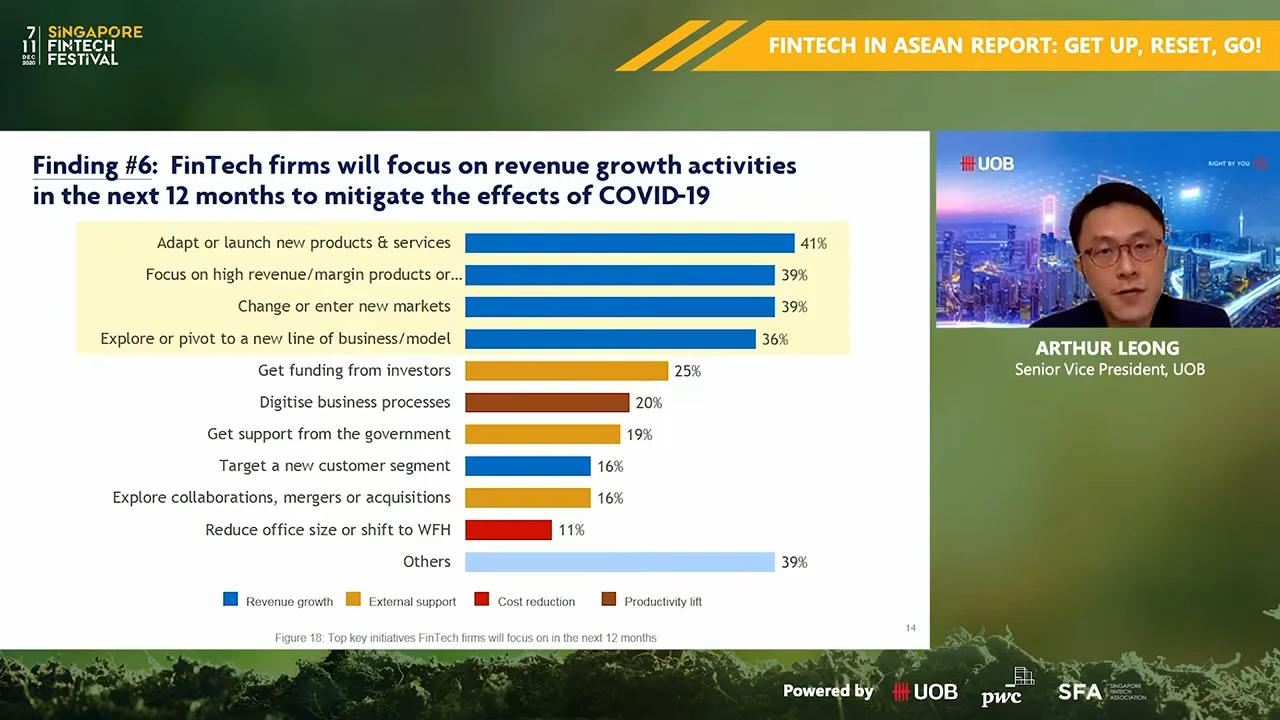 7
11
DEC
2020
SINGAPORE
FINTECH
FESTIVAL
FINTECH IN ASEAN REPORT: GET UP, RESET, GO!
Finding #6: FinTech firms will focus on revenue growth activities
in the next 12 months to mitigate the effects of COVID-19
Adapt or launch new products & services 41%
Focus on high revenue/margin products or… 39%
Change or enter new markets 39%
Explore or pivot to a new line of business/model 36%
Get funding from investors 25%
Digitise business processes 20%
Get support from the government 19%
Target a new customer segment 16%
Explore collaborations, mergers or acquisitions 16%
Reduce office size or shift to WFH 11%
Others 39%
Revenue growth External support Cost reduction Productivity lift
Figure 18: Top key initiatives FinTech firms will focus on in the next 12 months
14
UOB
RIGHT BY YOU
ARTHUR LEONG
Senior Vice President, UOB
Powered by UOB pwc SFA
SINGAPORE
FINTECH
ASSOCIATION